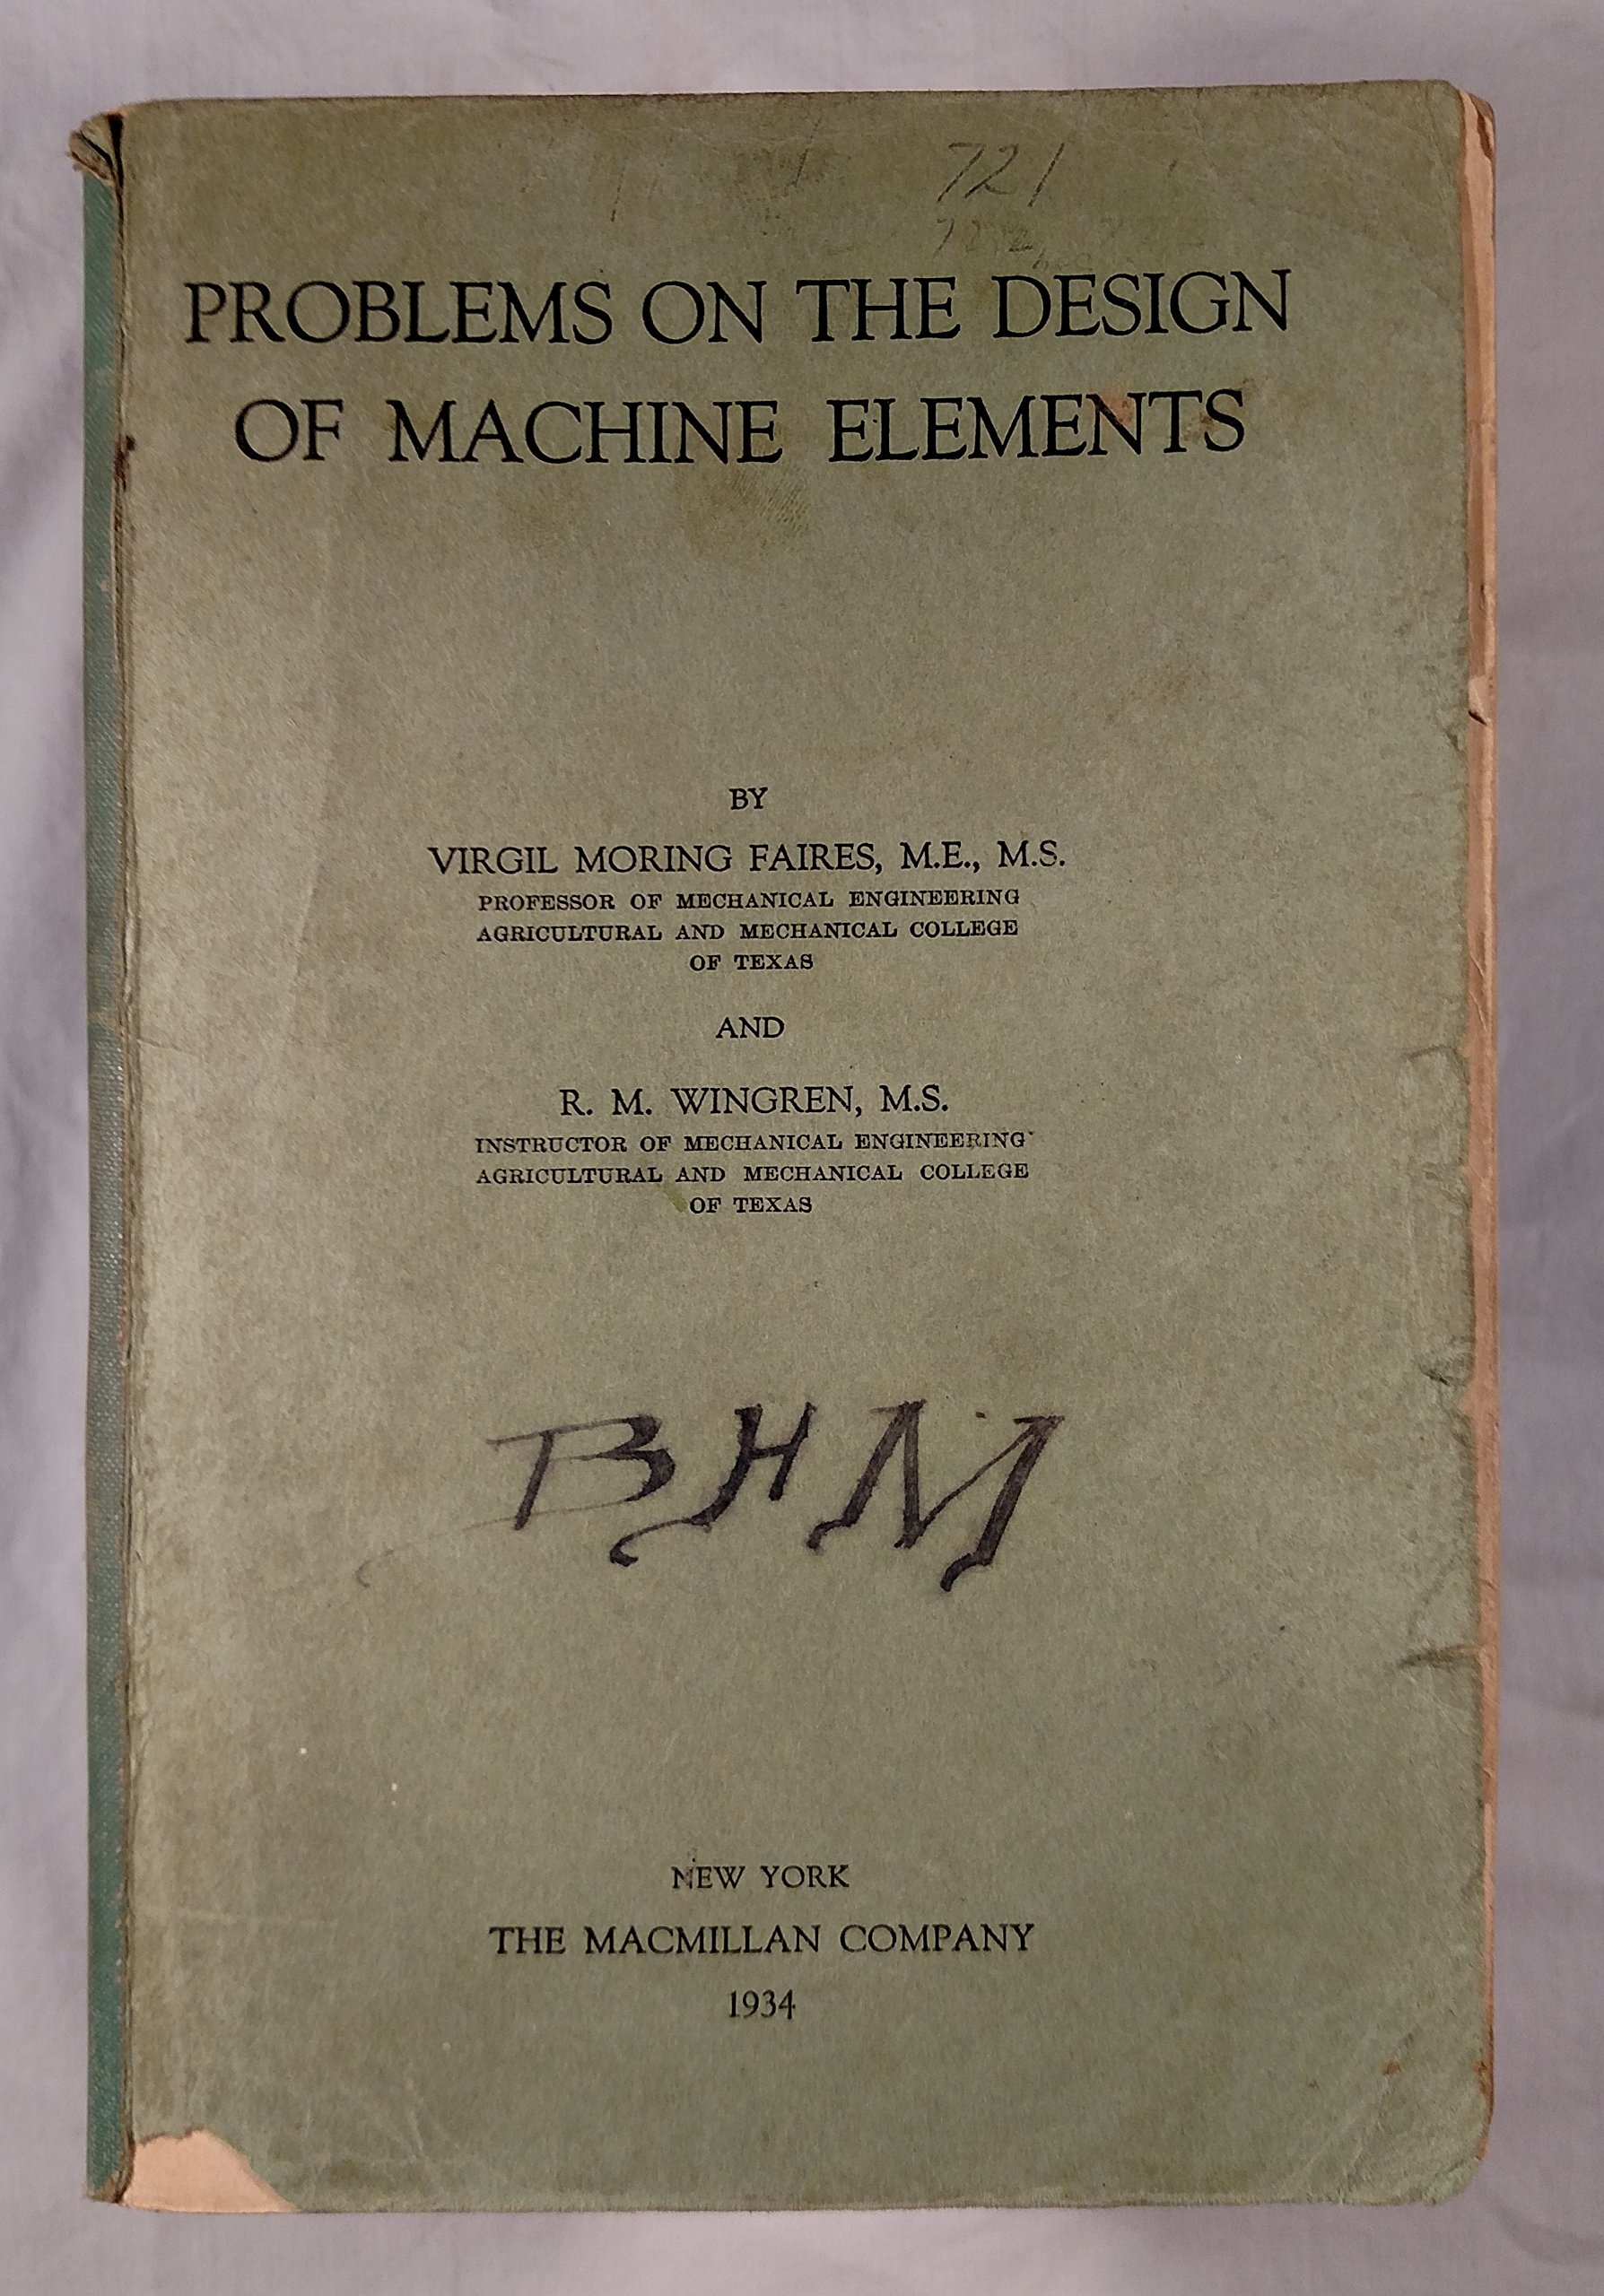 721
PROBLEMS ON THE DESIGN
OF MACHINE ELEMENTS
BY
VIRGIL MORING FAIRES, M.E., M.S.
PROFESSOR OF MECHANICAL ENGINEERING
AGRICULTURAL AND MECHANICAL COLLEGE
OF TEXAS
AND
R. M. WINGREN, M.S.
INSTRUCTOR OF MECHANICAL ENGINEERING
AGRICULTURAL AND MECHANICAL COLLEGE
OF TEXAS
BHM
NEW YORK
THE MACMILLAN COMPANY
1934